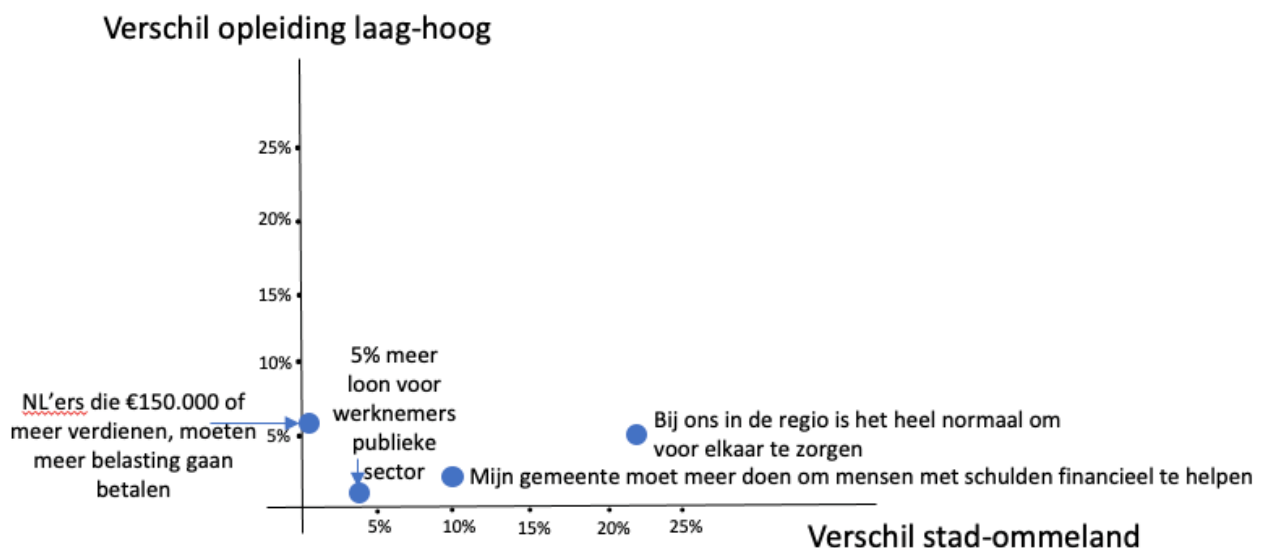 Verschil opleiding laag-hoog
25%
20%
15%
10%
5%
5% meer
loon voor
werknemers
publieke
sector
NL'ers die €150.000 of
meer verdienen, moeten
meer belasting gaan
betalen
Bij ons in de regio is het heel normaal om
voor elkaar te zorgen
Mijn gemeente moet meer doen om mensen met schulden financieel te helpen
5%
10%
15%
20%
25%
Verschil stad-ommeland